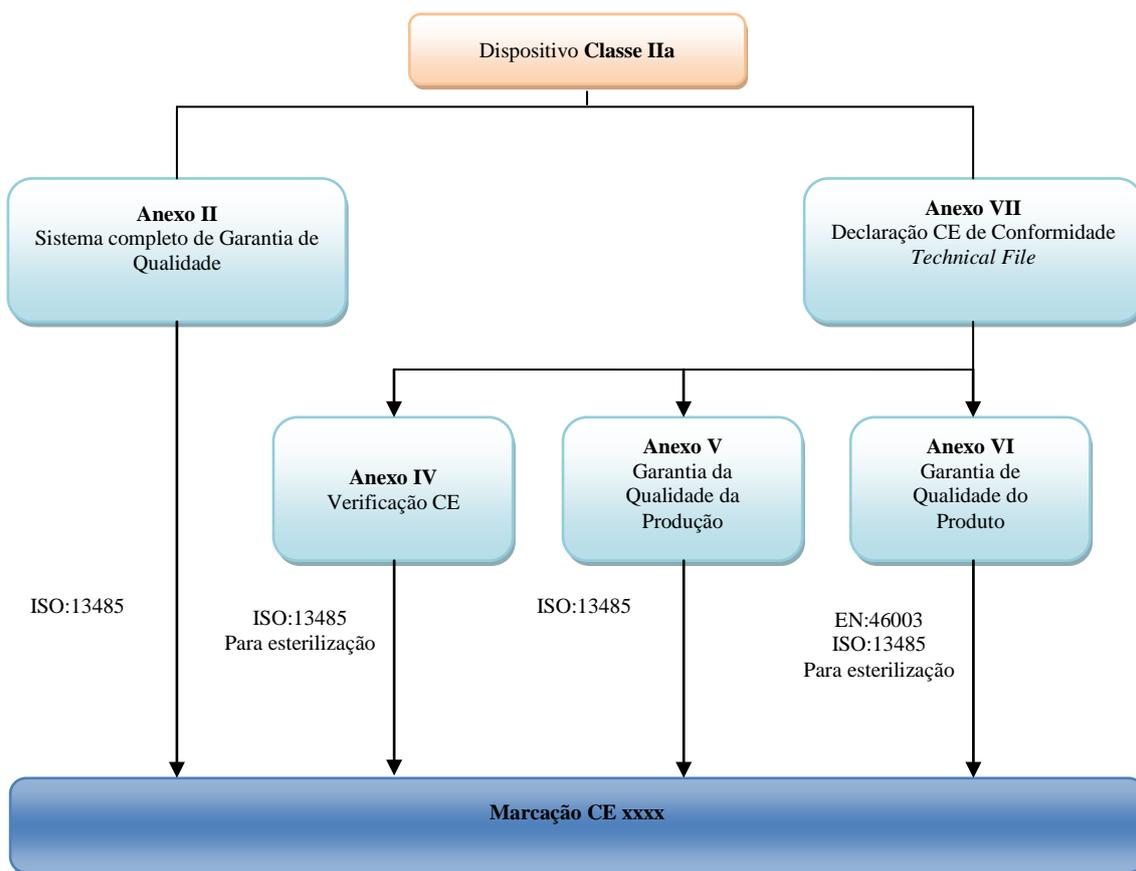 Dispositivo Classe IIa
Anexo II
Sistema completo de Garantia de
Qualidade
Anexo VII
Declaração CE de Conformidade
Technical File
Anexo IV
Verificação CE
Anexo V
Garantia da
Qualidade da
Produção
Anexo VI
Garantia de
Qualidade do
Produto
ISO:13485
ISO:13485
Para esterilização
ISO:13485
EN:46003
ISO:13485
Para esterilização
Marcação CE xxxx